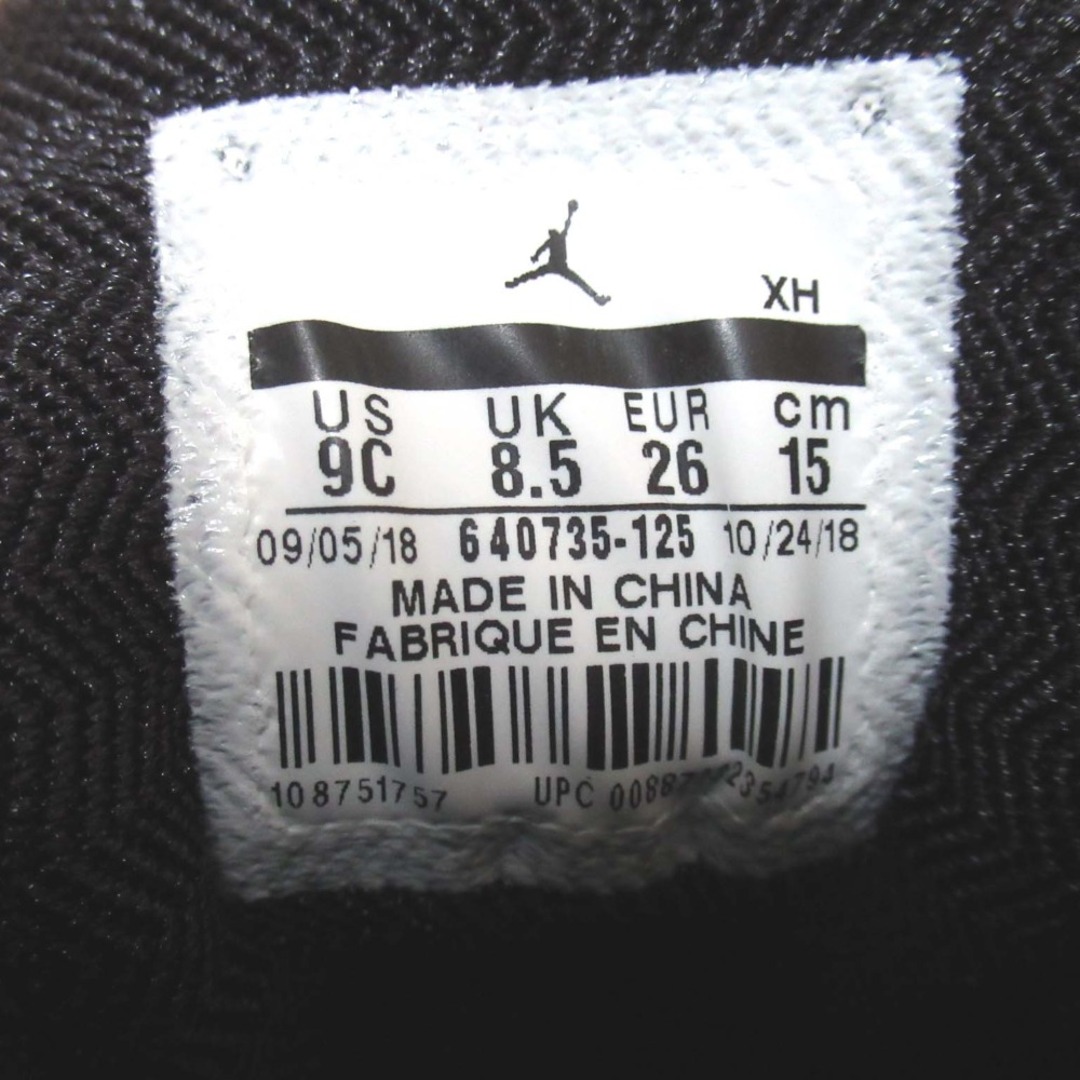 XH
US UK EUR cm
9C 8.5 26 15
09/05/18 640735-125 10/24/18
MADE IN CHINA
FABRIQUE EN CHINE
108751757 UPC